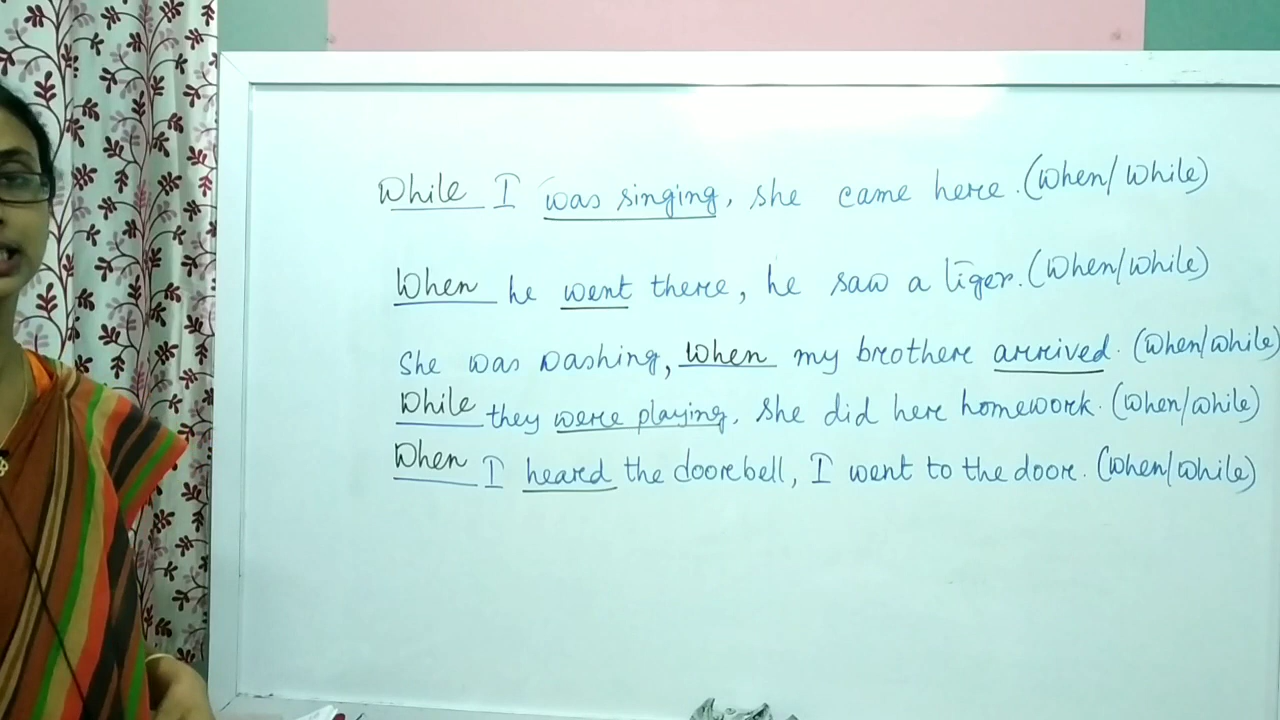 While I was singing, she came here. (When/ While)
When he went there, he saw a tiger. (When/while)
She was washing, when my brother arrived. (When/while)
While they were playing, she did her homework. (When/while)
When I heard the doorbell, I went to the door. (When/while)